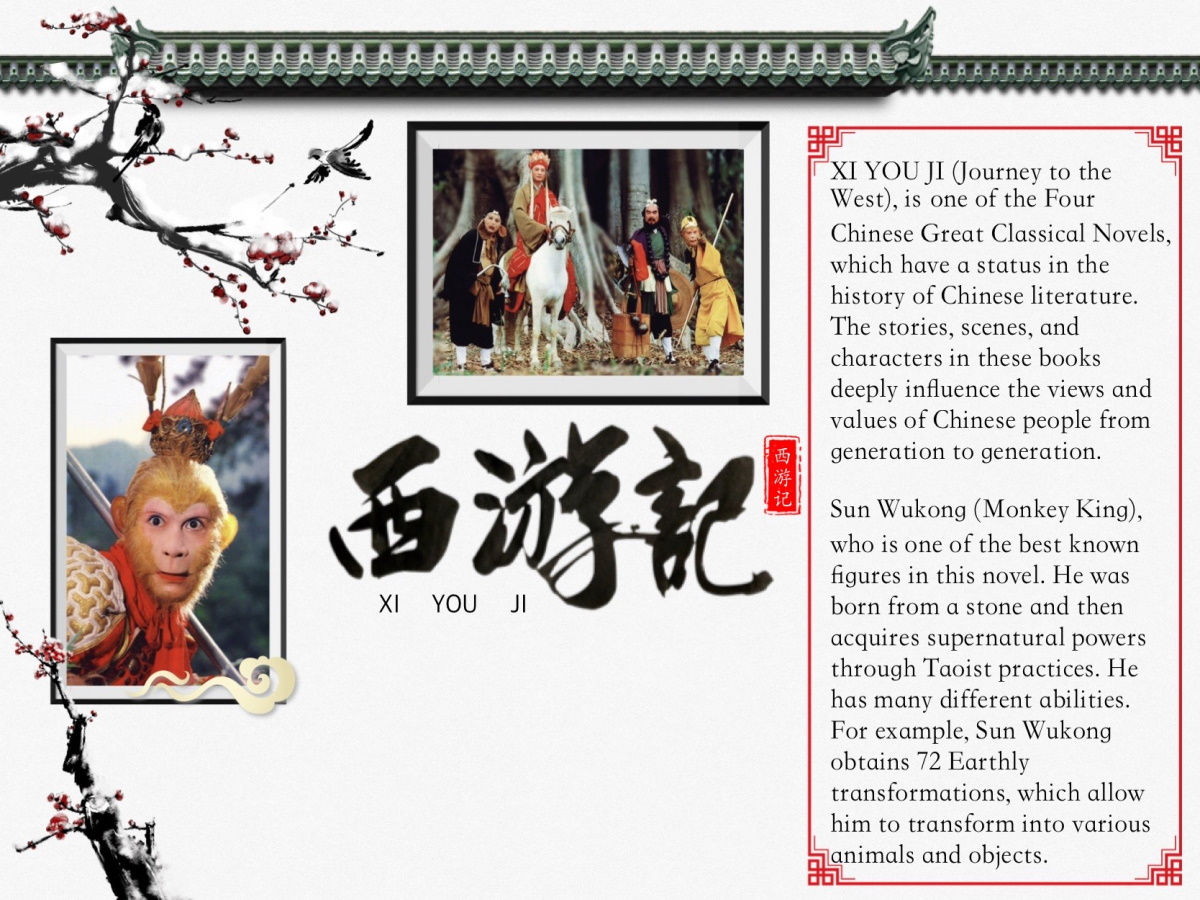 西游記
西游记
XI YOU JI
XI YOU JI (Journey to the
West), is one of the Four
Chinese Great Classical Novels,
which have a status in the
history of Chinese literature.
The stories, scenes, and
characters in these books
deeply influence the views and
values of Chinese people from
generation to generation.
Sun Wukong (Monkey King),
who is one of the best known
figures in this novel. He was
born from a stone and then
acquires supernatural powers
through Taoist practices. He
has many different abilities.
For example, Sun Wukong
obtains 72 Earthly
transformations, which allow
him to transform into various
animals and objects.